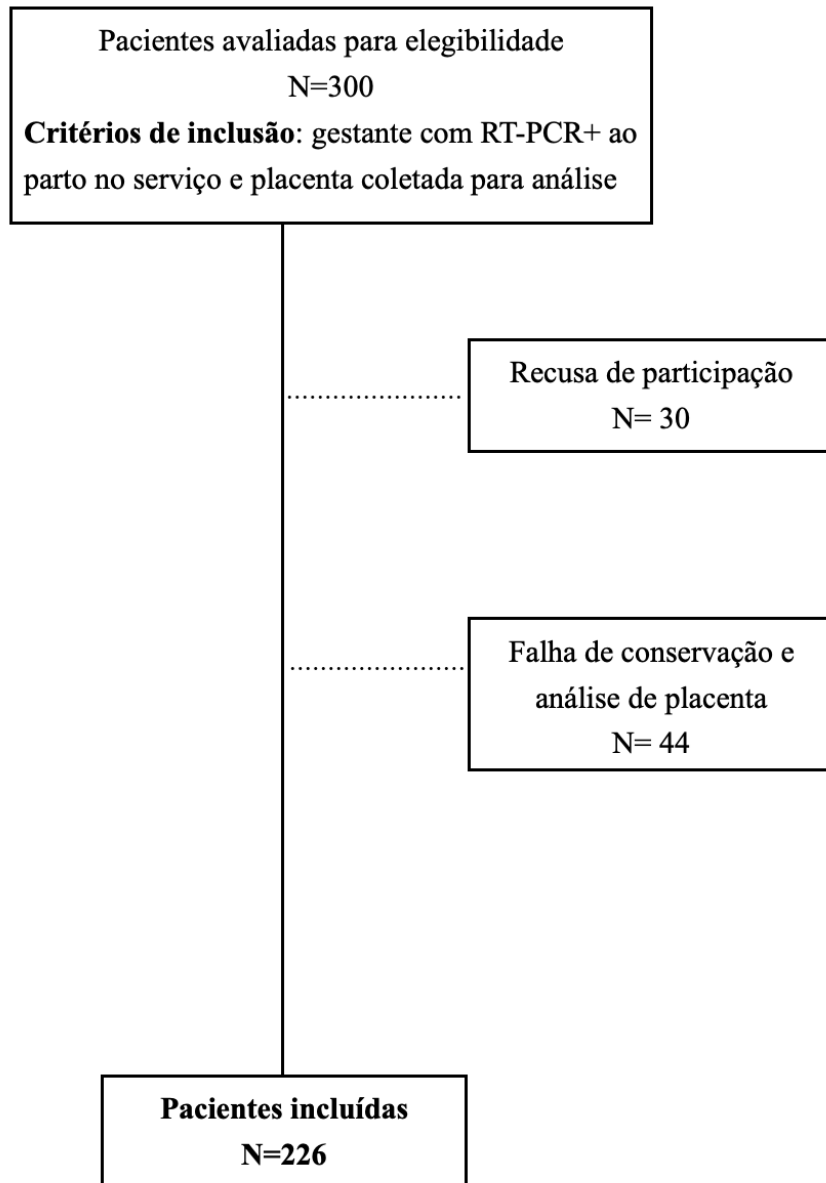 Pacientes avaliadas para elegibilidade
N=300
Critérios de inclusão: gestante com RT-PCR+ ao
parto no serviço e placenta coletada para análise
Recusa de participação
N= 30
Falha de conservação e
análise de placenta
N= 44
Pacientes incluídas
N=226